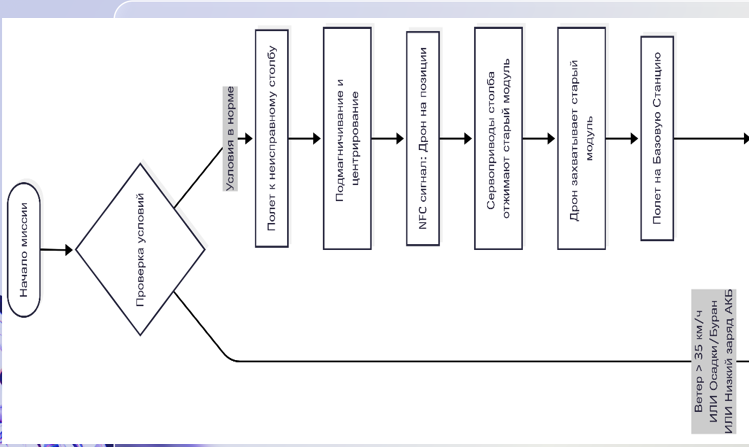 Начало миссии
Проверка условий
Условия в норме
Полет к неисправному столбу
Подмагничивание и
центрирование
NFC сигнал: Дрон на позиции
Сервоприводы столба
отжимают старый модуль
Дрон захватывает старый
модуль
Полет на Базовую Станцию
Ветер > 35 км/ч
ИЛИ Осадки/Буран
ИЛИ Низкий заряд АКБ